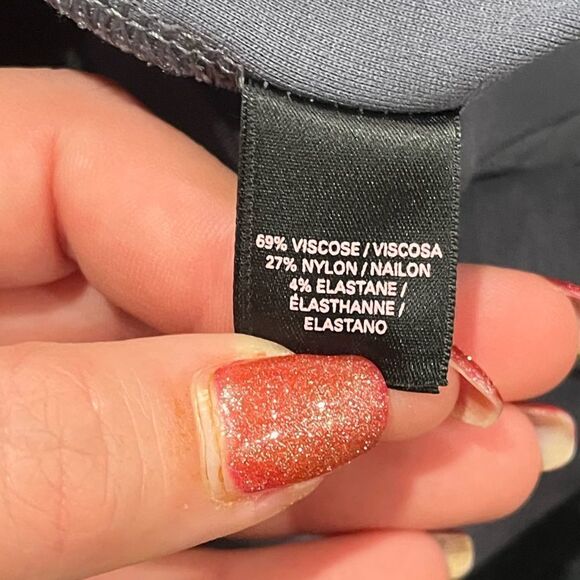 69% VISCOSE / VISCOSA
27% NYLON / NAILON
4% ELASTANE /
ÉLASTHANNE /
ELASTANO